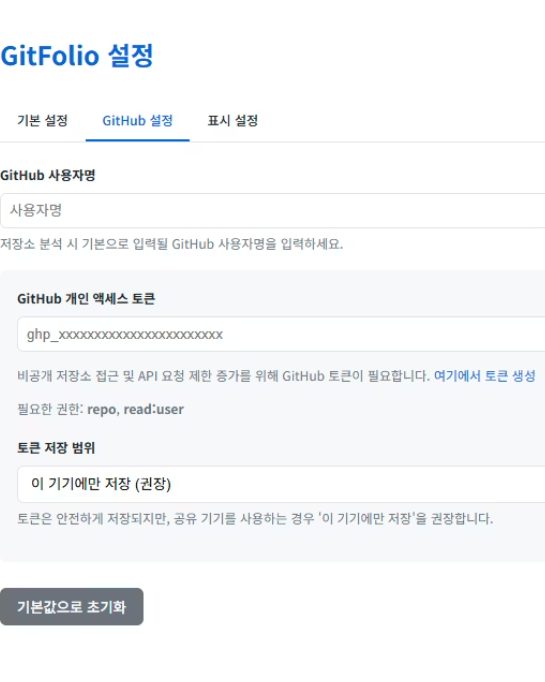 GitFolio 설정
기본 설정 GitHub 설정 표시 설정
GitHub 사용자명
사용자명
저장소 분석 시 기본으로 입력될 GitHub 사용자명을 입력하세요.
GitHub 개인 액세스 토큰
ghp_xxxxxxxxxxxxxxxxxxxxxxxx
비공개 저장소 접근 및 API 요청 제한 증가를 위해 GitHub 토큰이 필요합니다. 여기에서 토큰 생성
필요한 권한: repo, read:user
토큰 저장 범위
이 기기에만 저장 (권장)
토큰은 안전하게 저장되지만, 공유 기기를 사용하는 경우 '이 기기에만 저장'을 권장합니다.
기본값으로 초기화